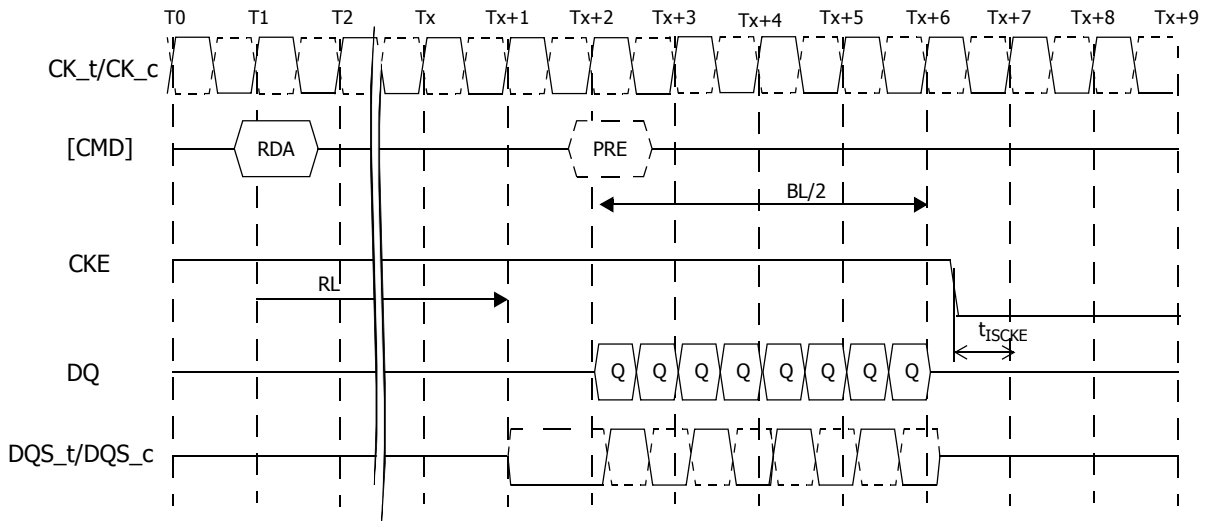 T0 T1 T2 Tx Tx+1 Tx+2 Tx+3 Tx+4 Tx+5 Tx+6 Tx+7 Tx+8 Tx+9
CK_t/CK_c
[CMD] RDA PRE
BL/2
CKE
RL
tISCKE
DQ Q Q Q Q Q Q Q Q
DQS_t/DQS_c